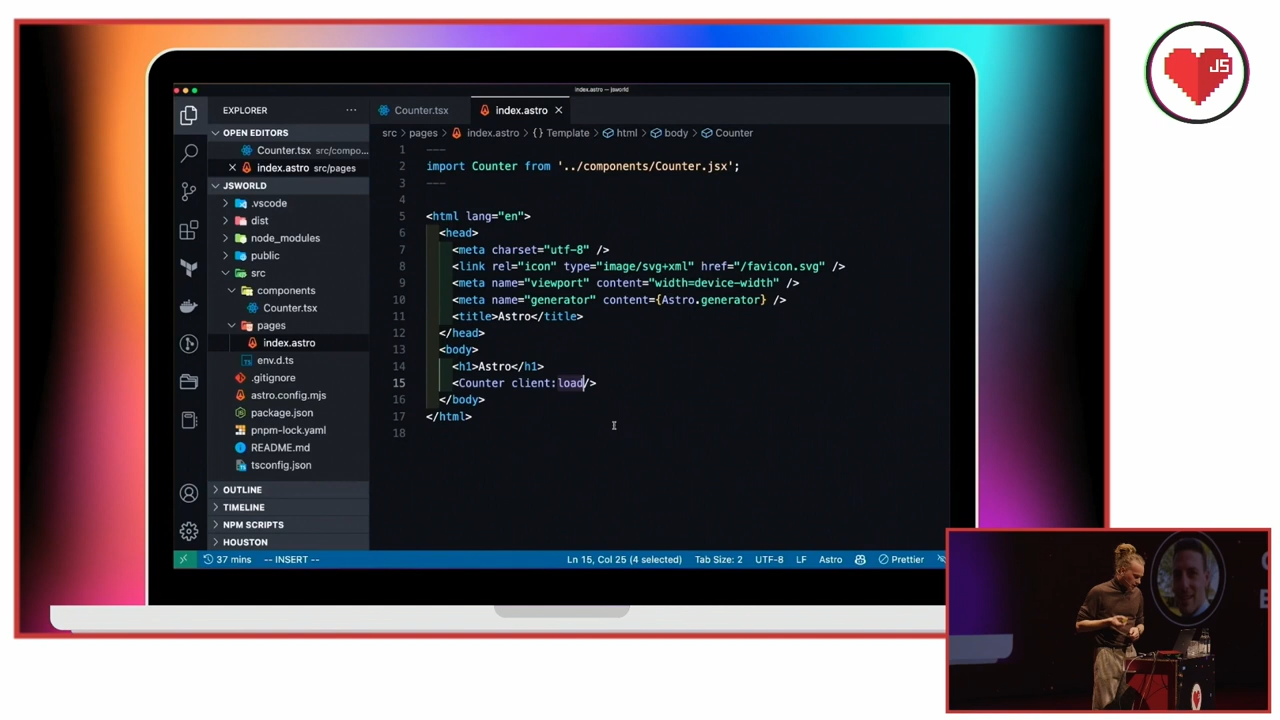 JS
index.astro — jsworld
EXPLORER
Counter.tsx
index.astro
OPEN EDITORS
Counter.tsx src/compo...
index.astro src/pages
JSWORLD
.vscode
dist
node_modules
public
src
components
Counter.tsx
pages
index.astro
env.d.ts
.gitignore
astro.config.mjs
package.json
pnpm-lock.yaml
README.md
tsconfig.json
OUTLINE
TIMELINE
NPM SCRIPTS
HOUSTON
src > pages > index.astro > {} Template > html > body > Counter
1 ---
2 import Counter from '../components/Counter.jsx';
3 ---
4
5 <html lang="en">
6 <head>
7 <meta charset="utf-8" />
8 <link rel="icon" type="image/svg+xml" href="/favicon.svg" />
9 <meta name="viewport" content="width=device-width" />
10 <meta name="generator" content={Astro.generator} />
11 <title>Astro</title>
12 </head>
13 <body>
14 <h1>Astro</h1>
15 <Counter client:load/>
16 </body>
17 </html>
18
37 mins -- INSERT -- Ln 15, Col 25 (4 selected) Tab Size: 2 UTF-8 LF Astro Prettier